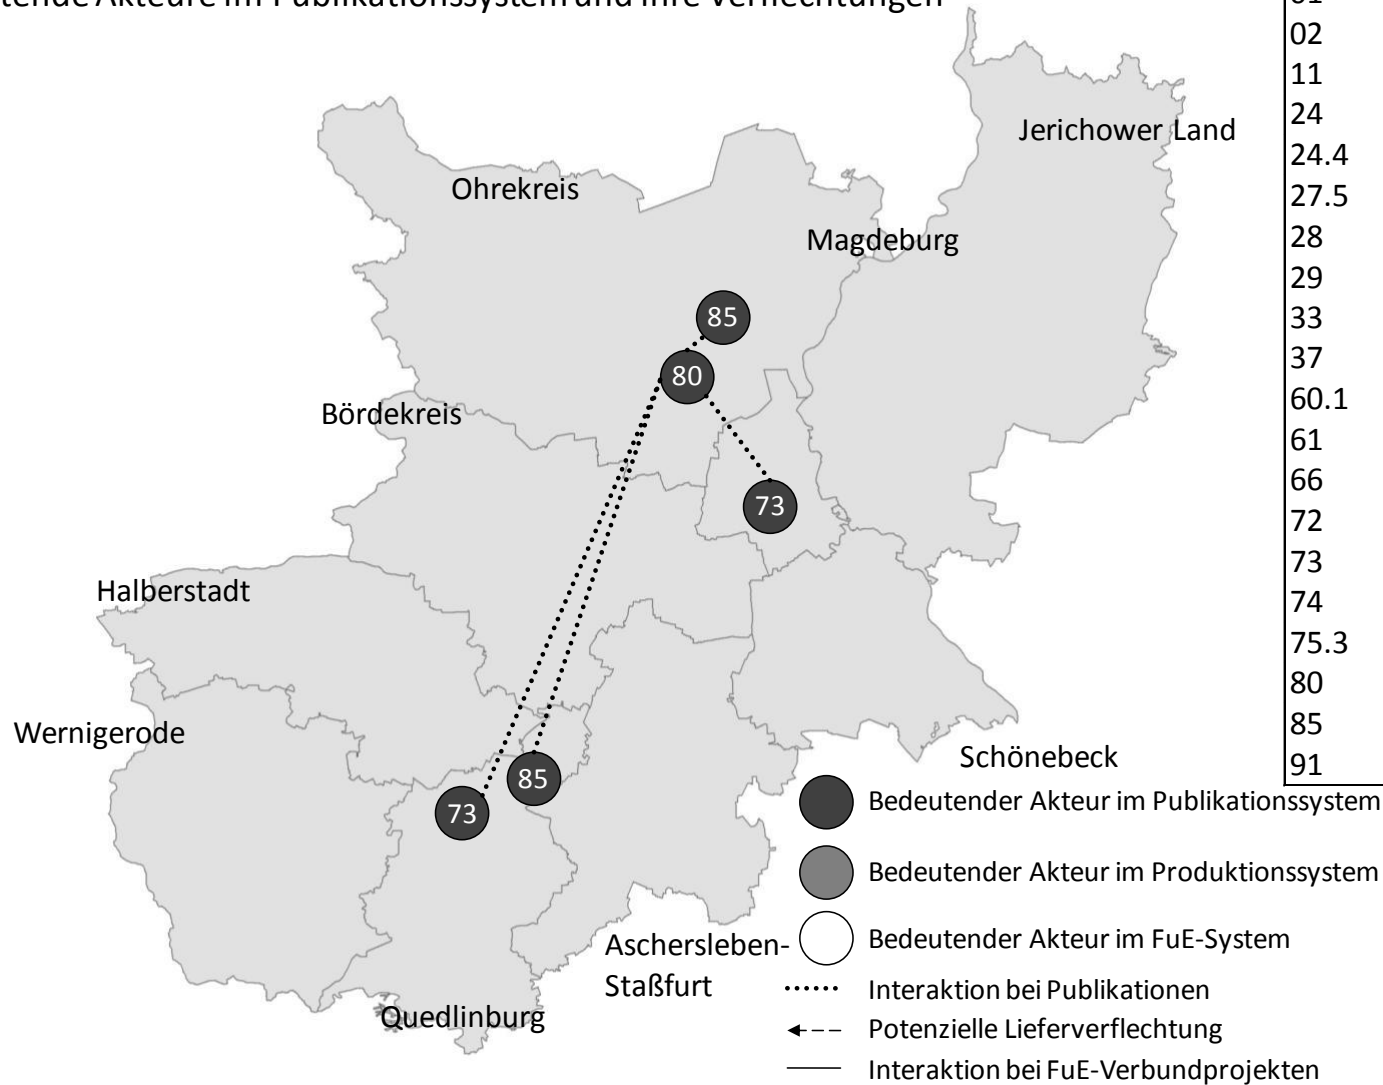 tende Akteure im Publikationssystem und ihre Verflechtungen
02
11
24
24.4
27.5
28
29
33
37
60.1
61
66
72
73
74
75.3
80
85
91
Jerichower Land
Ohrekreis
Magdeburg
85
80
Bördekreis
73
Halberstadt
Wernigerode
Schönebeck
85
73
Aschersleben-
Staßfurt
Quedlinburg
Bedeutender Akteur im Publikationssystem
Bedeutender Akteur im Produktionssystem
Bedeutender Akteur im FuE-System
Interaktion bei Publikationen
Potenzielle Lieferverflechtung
Interaktion bei FuE-Verbundprojekten